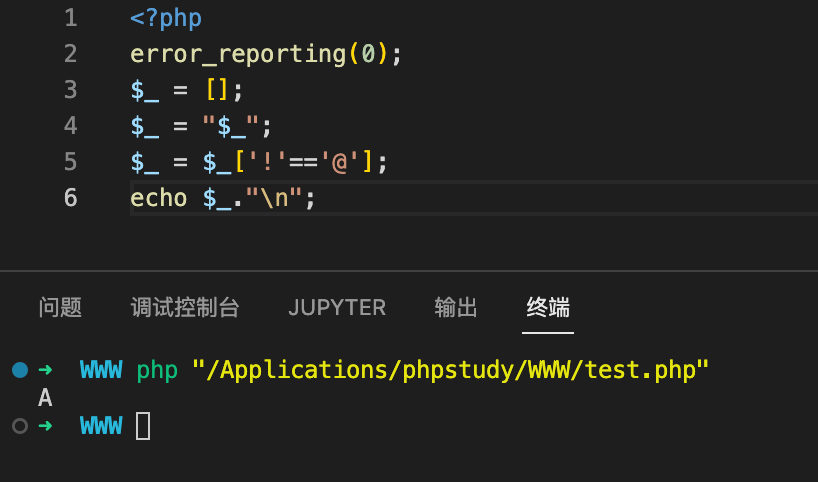 1 <?php
2 error_reporting(0);
3 $_ = [];
4 $_ = "$_";
5 $_ = $_['!'=='@'];
6 echo $_."\n";
问题 调试控制台 JUPYTER 输出 终端
➜ WWW php "/Applications/phpstudy/WWW/test.php"
A
➜ WWW